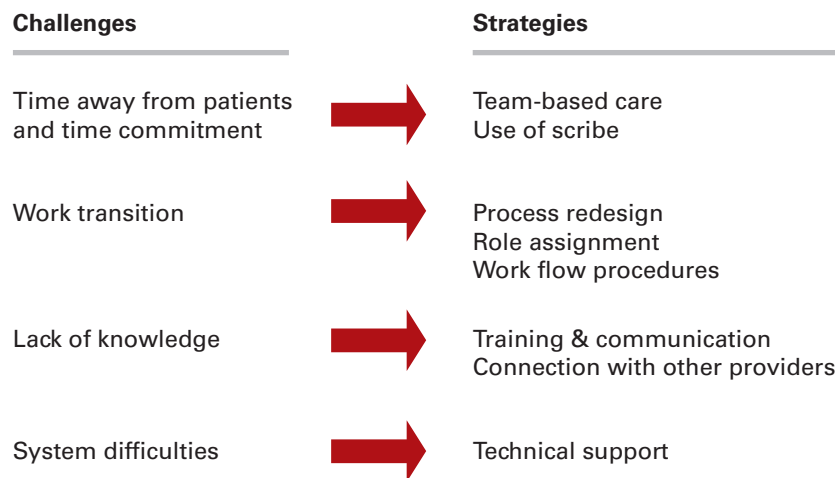 Challenges
Strategies
Time away from patients
and time commitment
Team-based care
Use of scribe
Work transition
Process redesign
Role assignment
Work flow procedures
Lack of knowledge
Training & communication
Connection with other providers
System difficulties
Technical support